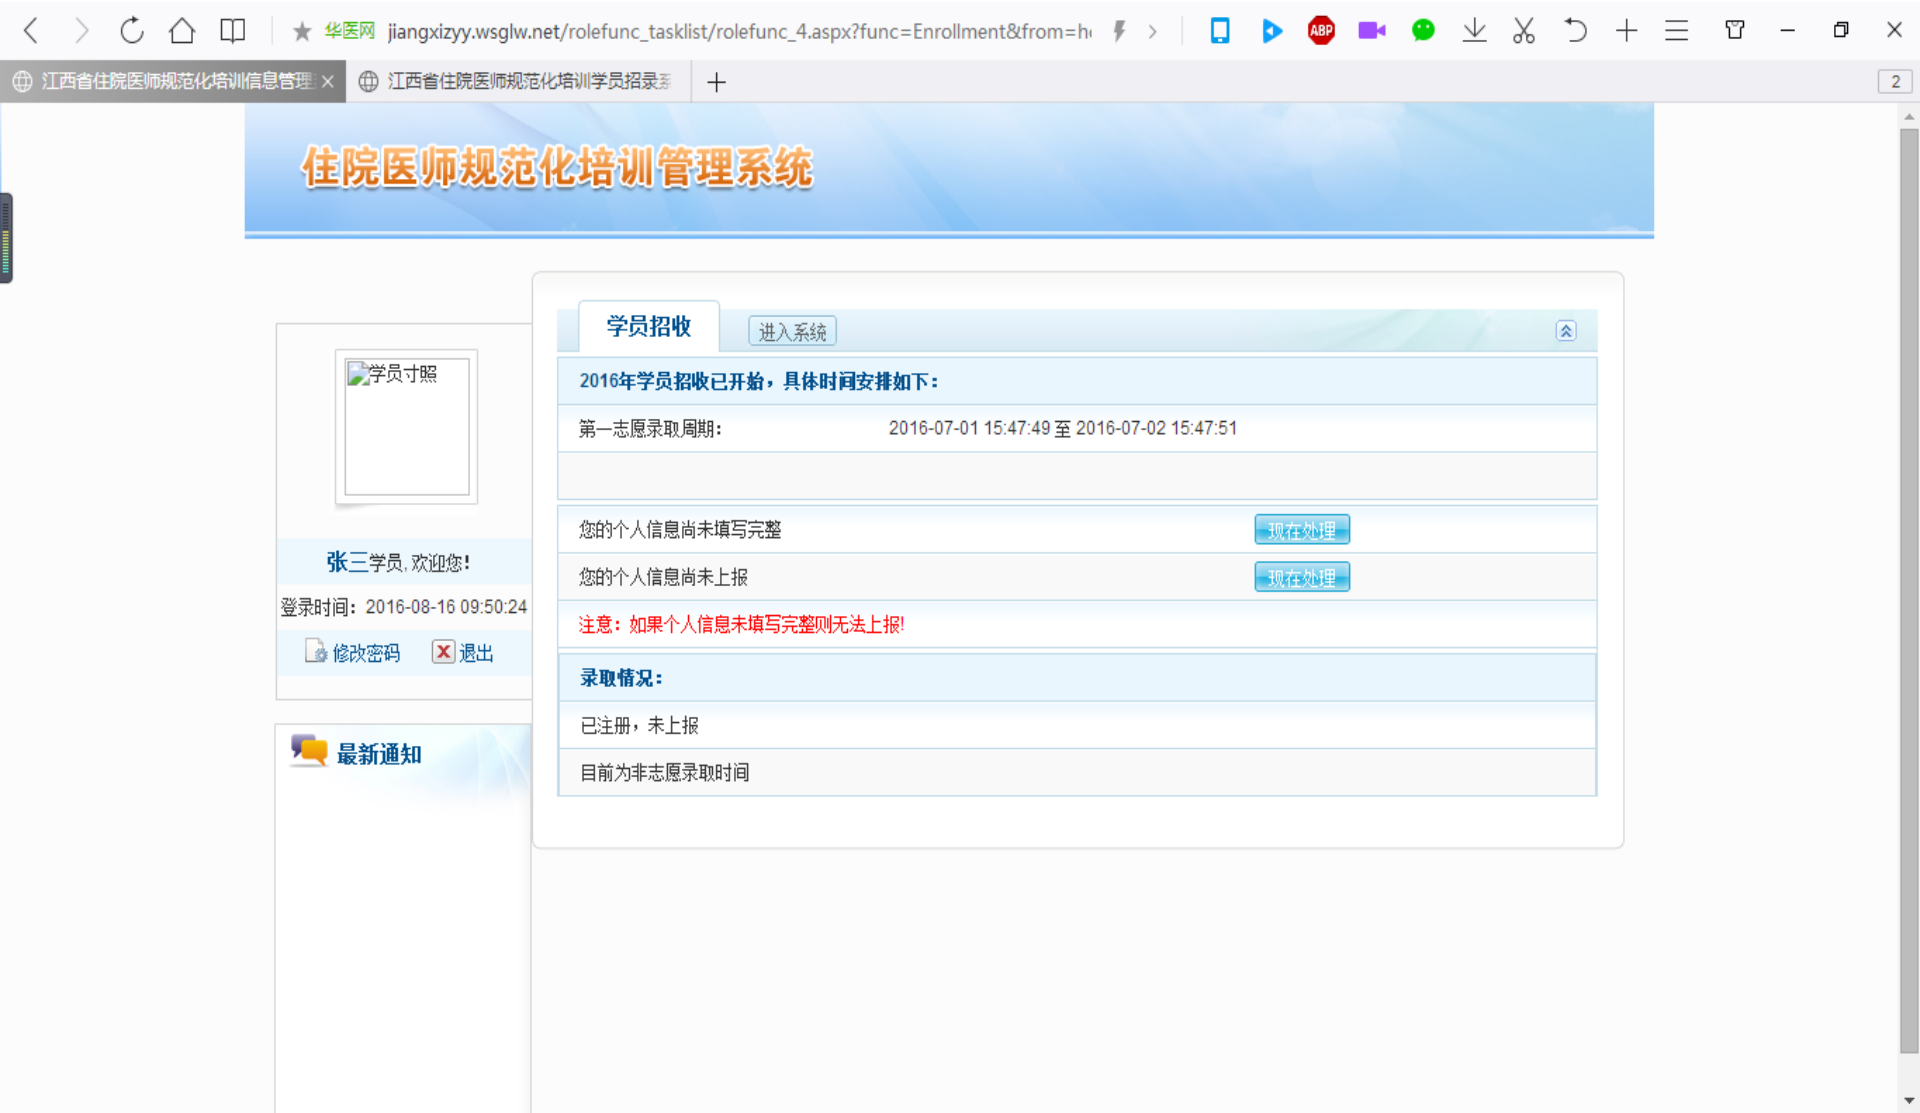 华医网 jiangxizyy.wsglw.net/rolefunc_tasklist/rolefunc_4.aspx?func=Enrollment&from=h
ABP
江西省住院医师规范化培训信息管理
江西省住院医师规范化培训学员招录系
2
住院医师规范化培训管理系统
学员招收
进入系统
2016年学员招收已开始，具体时间安排如下：
第一志愿录取周期：
2016-07-01 15:47:49 至 2016-07-02 15:47:51
您的个人信息尚未填写完整
现在处理
您的个人信息尚未上报
现在处理
注意：如果个人信息未填写完整则无法上报!
录取情况：
已注册，未上报
目前为非志愿录取时间
学员寸照
张三学员,欢迎您!
登录时间：2016-08-16 09:50:24
修改密码
退出
最新通知